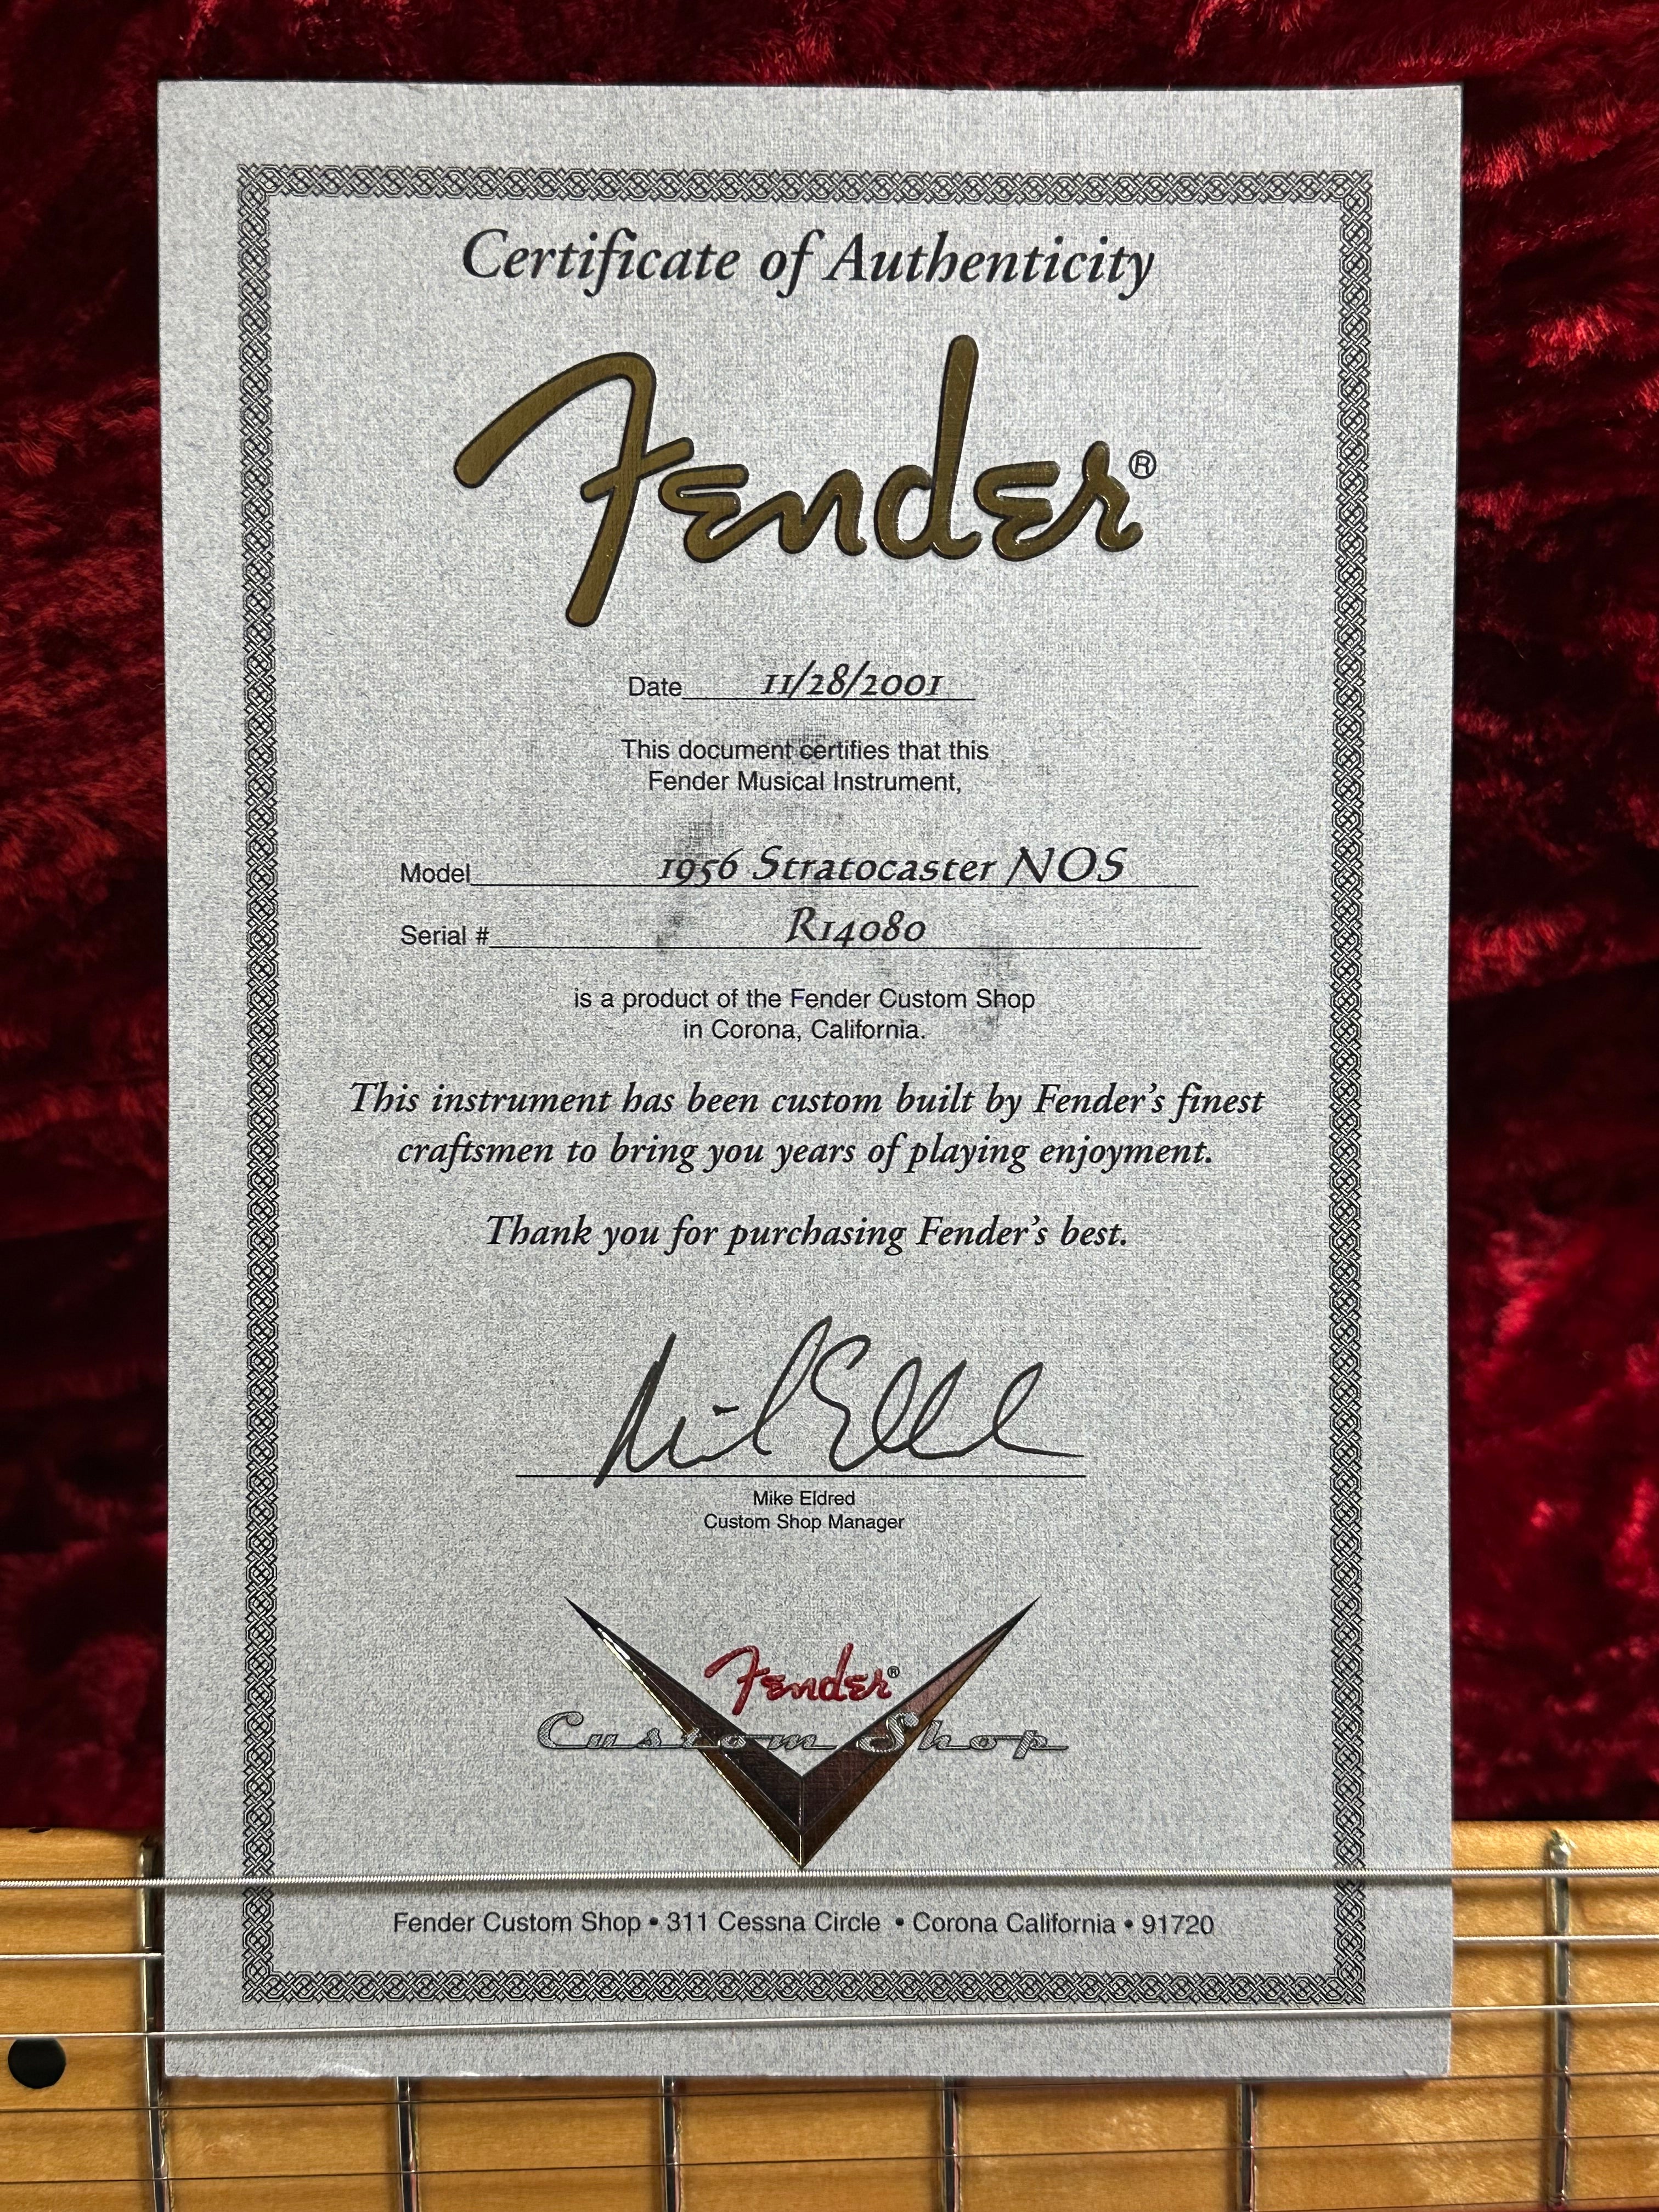 Certificate of Authenticity
Fender®
Date 11/28/2001
This document certifies that this
Fender Musical Instrument,
Model 1956 Stratocaster NOS
Serial # R14080
is a product of the Fender Custom Shop
in Corona, California.
This instrument has been custom built by Fender's finest
craftsmen to bring you years of playing enjoyment.
Thank you for purchasing Fender's best.
Mike Eldred
Mike Eldred
Custom Shop Manager
Fender®
Custom Shop
Fender Custom Shop • 311 Cessna Circle • Corona California • 91720